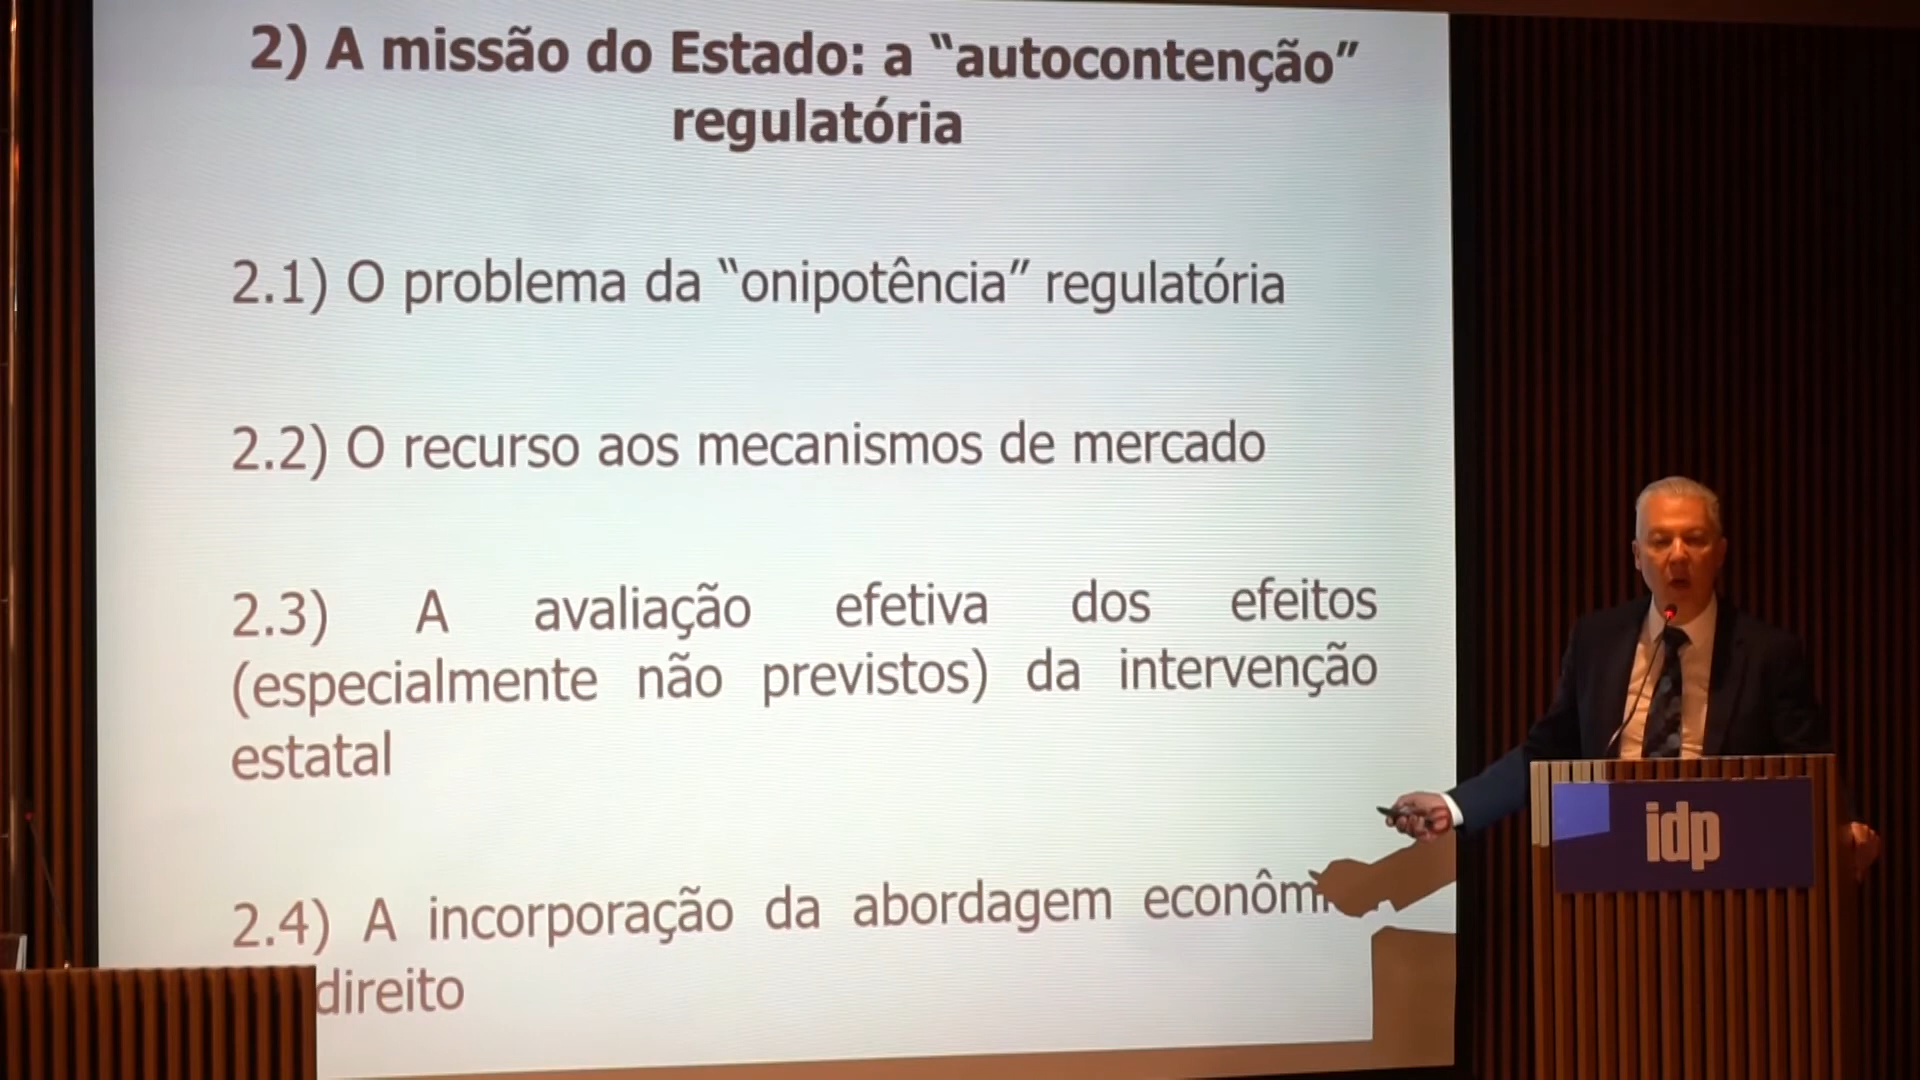 2) A missão do Estado: a “autocontenção”
regulatória
2.1) O problema da “onipotência” regulatória
2.2) O recurso aos mecanismos de mercado
2.3) A avaliação efetiva dos efeitos
(especialmente não previstos) da intervenção
estatal
2.4) A incorporação da abordagem
direito
idp